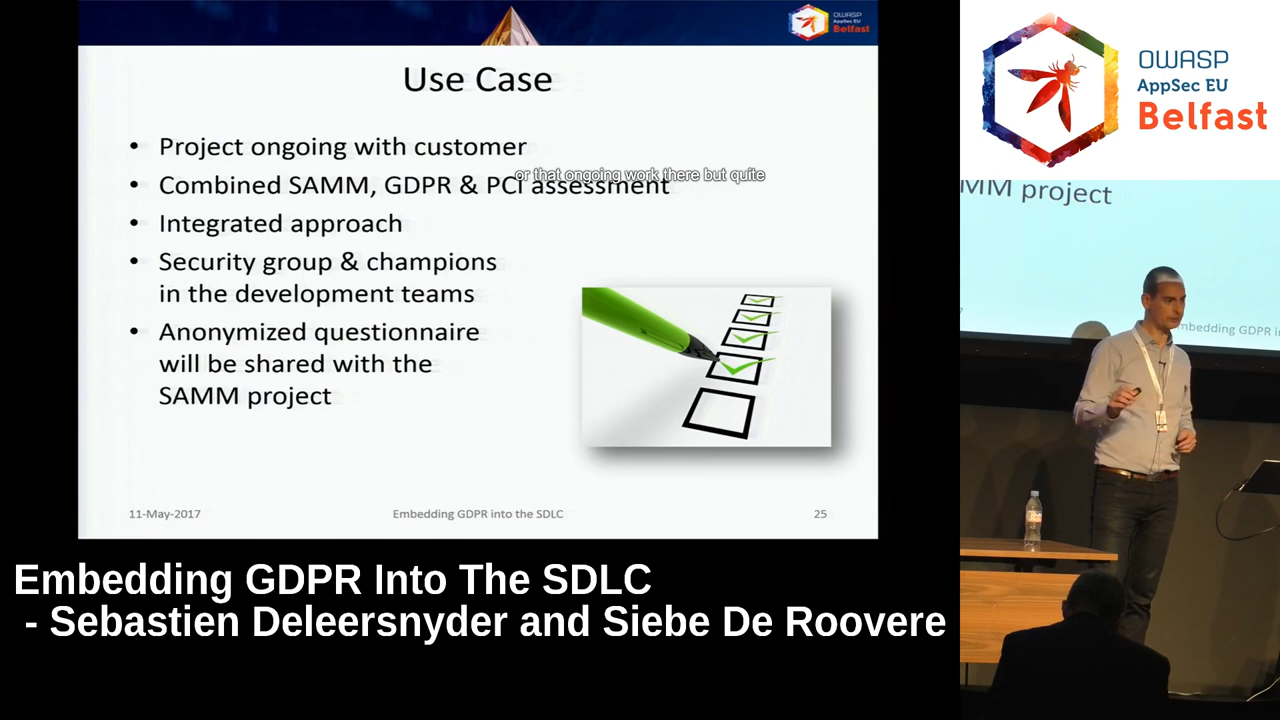 OWASP
AppSec EU
Belfast
Use Case
• Project ongoing with customer
or that ongoing work there but quite
• Combined SAMM, GDPR & PCI assessment
• Integrated approach
• Security group & champions
in the development teams
• Anonymized questionnaire
will be shared with the
SAMM project
11-May-2017
Embedding GDPR into the SDLC
25
Embedding GDPR Into The SDLC
- Sebastien Deleersnyder and Siebe De Roovere
OWASP
AppSec EU
Belfast
MM project
mbedding GDPR in